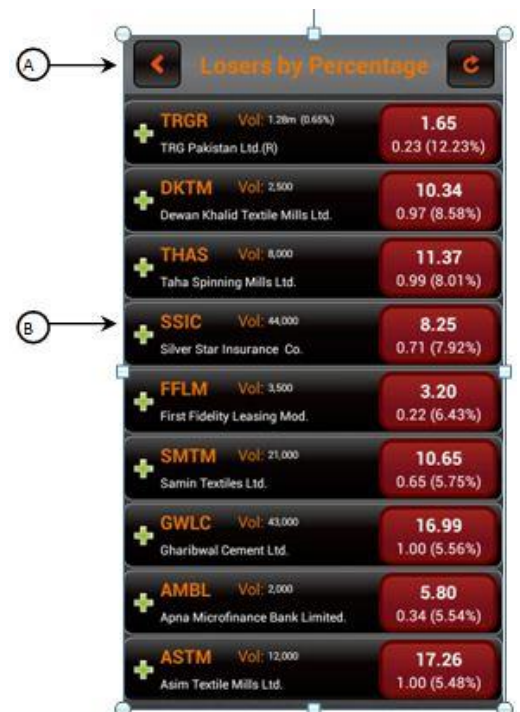 A
Losers by Percentage
TRGR Vol: 1.28m (0.65%)
1.65
TRG Pakistan Ltd.(R)
0.23 (12.23%)
DKTM Vol: 2,500
10.34
Dewan Khalid Textile Mills Ltd.
0.97 (8.58%)
THAS Vol: 8,000
11.37
Taha Spinning Mills Ltd.
0.99 (8.01%)
B
SSIC Vol: 44,000
8.25
Silver Star Insurance Co.
0.71 (7.92%)
FFLM Vol: 3,500
3.20
First Fidelity Leasing Mod.
0.22 (6.43%)
SMTM Vol: 21,000
10.65
Samin Textiles Ltd.
0.65 (5.75%)
GWLC Vol: 43,000
16.99
Gharibwal Cement Ltd.
1.00 (5.56%)
AMBL Vol: 2,000
5.80
Apna Microfinance Bank Limited.
0.34 (5.54%)
ASTM Vol: 12,000
17.26
Asim Textile Mills Ltd.
1.00 (5.48%)